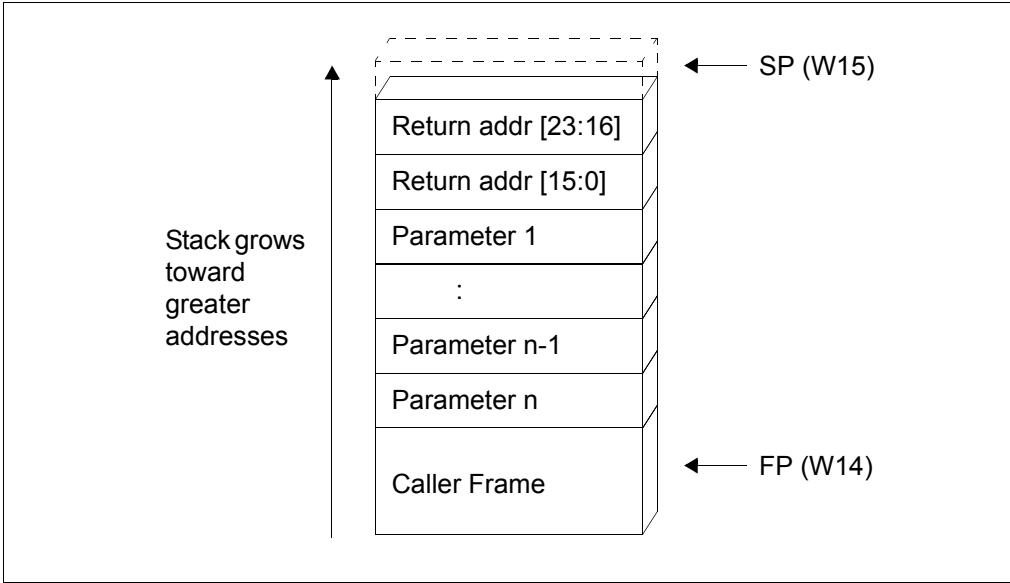 SP (W15)
Return addr [23:16]
Return addr [15:0]
Parameter 1
:
Parameter n-1
Parameter n
Caller Frame
FP (W14)
Stack grows
toward
greater
addresses